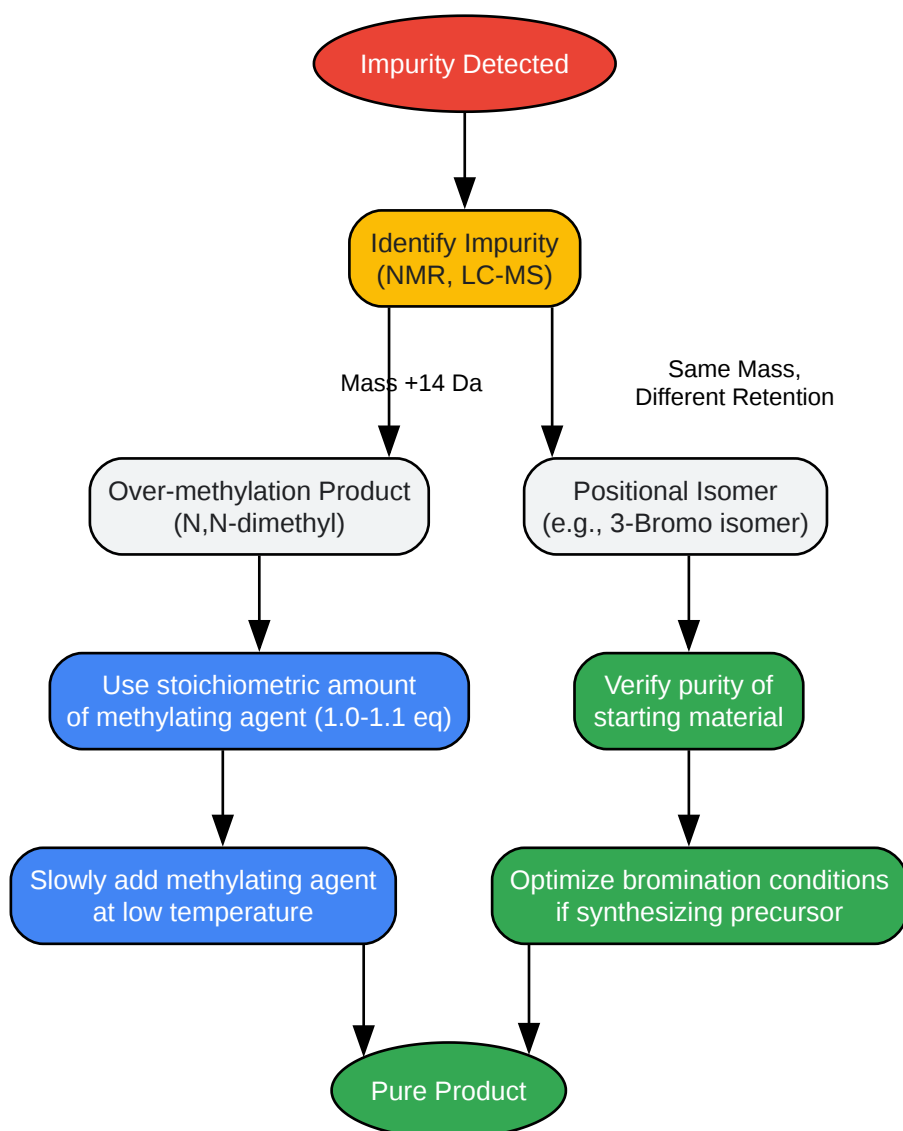 Impurity Detected
Identify Impurity
(NMR, LC-MS)
Mass +14 Da
Same Mass,
Different Retention
Over-methylation Product
(N,N-dimethyl)
Positional Isomer
(e.g., 3-Bromo isomer)
Use stoichiometric amount
of methylating agent (1.0-1.1 eq)
Verify purity of
starting material
Slowly add methylating agent
at low temperature
Optimize bromination conditions
if synthesizing precursor
Pure Product